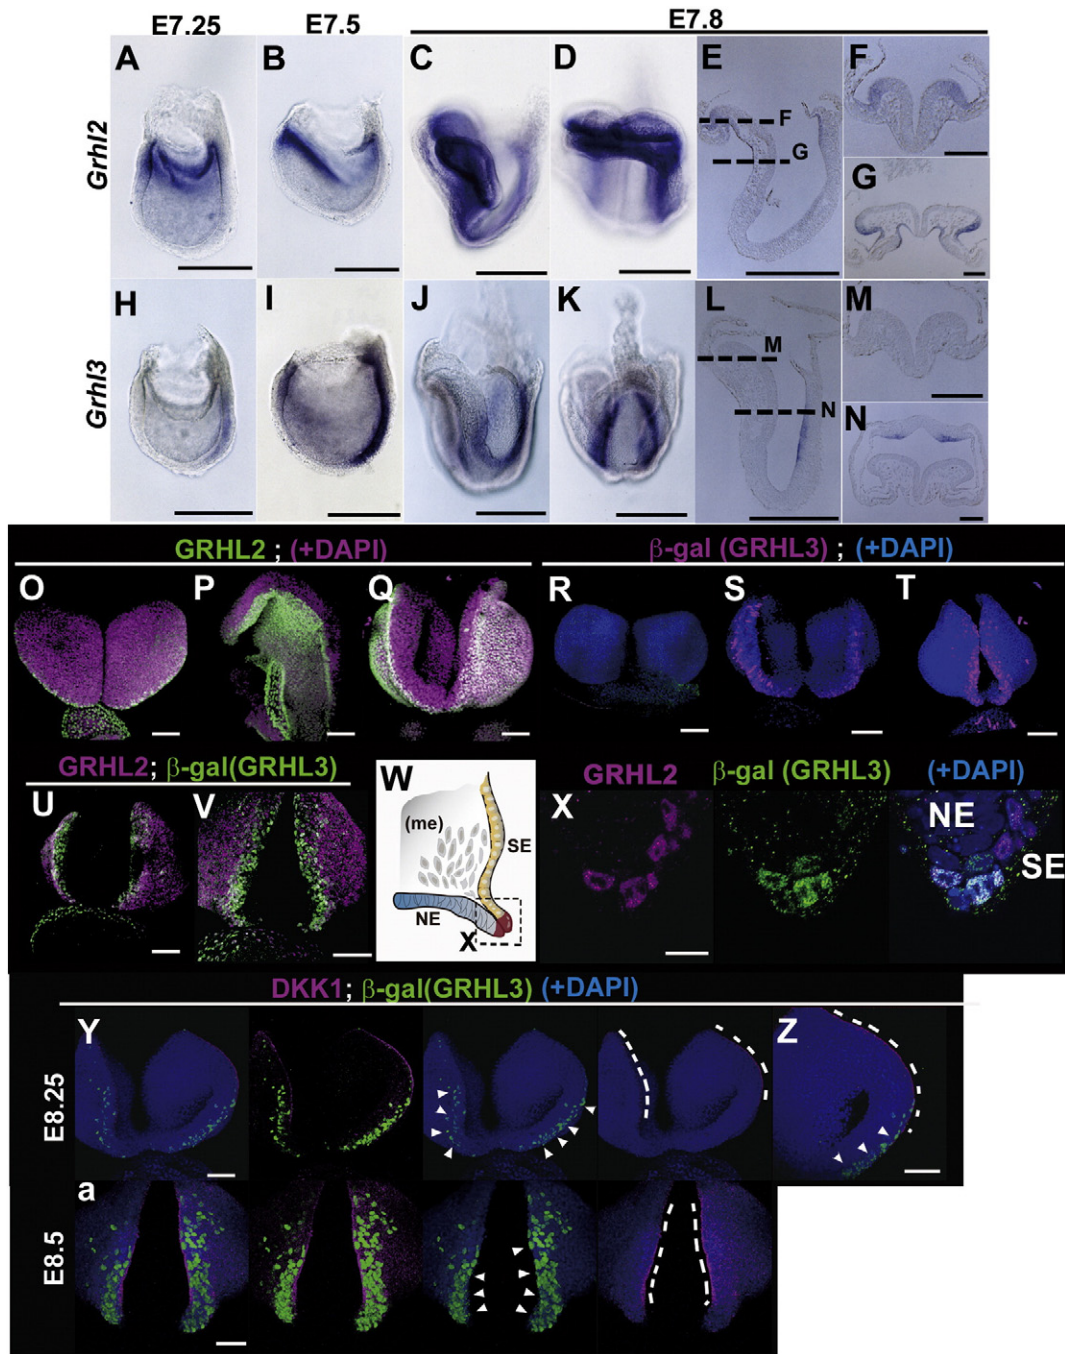 E7.25 E7.5 E7.8
A B C D E F
F
G
G
Grhl2
H I J K L M
M
N
N
Grhl3
GRHL2 ; (+DAPI) β-gal (GRHL3) ; (+DAPI)
O P Q R S T
GRHL2; β-gal(GRHL3)
U V W X
(me)
SE
NE
X
GRHL2 β-gal (GRHL3) (+DAPI)
NE
SE
DKK1; β-gal(GRHL3) (+DAPI)
Y Z
E8.25
a
E8.5